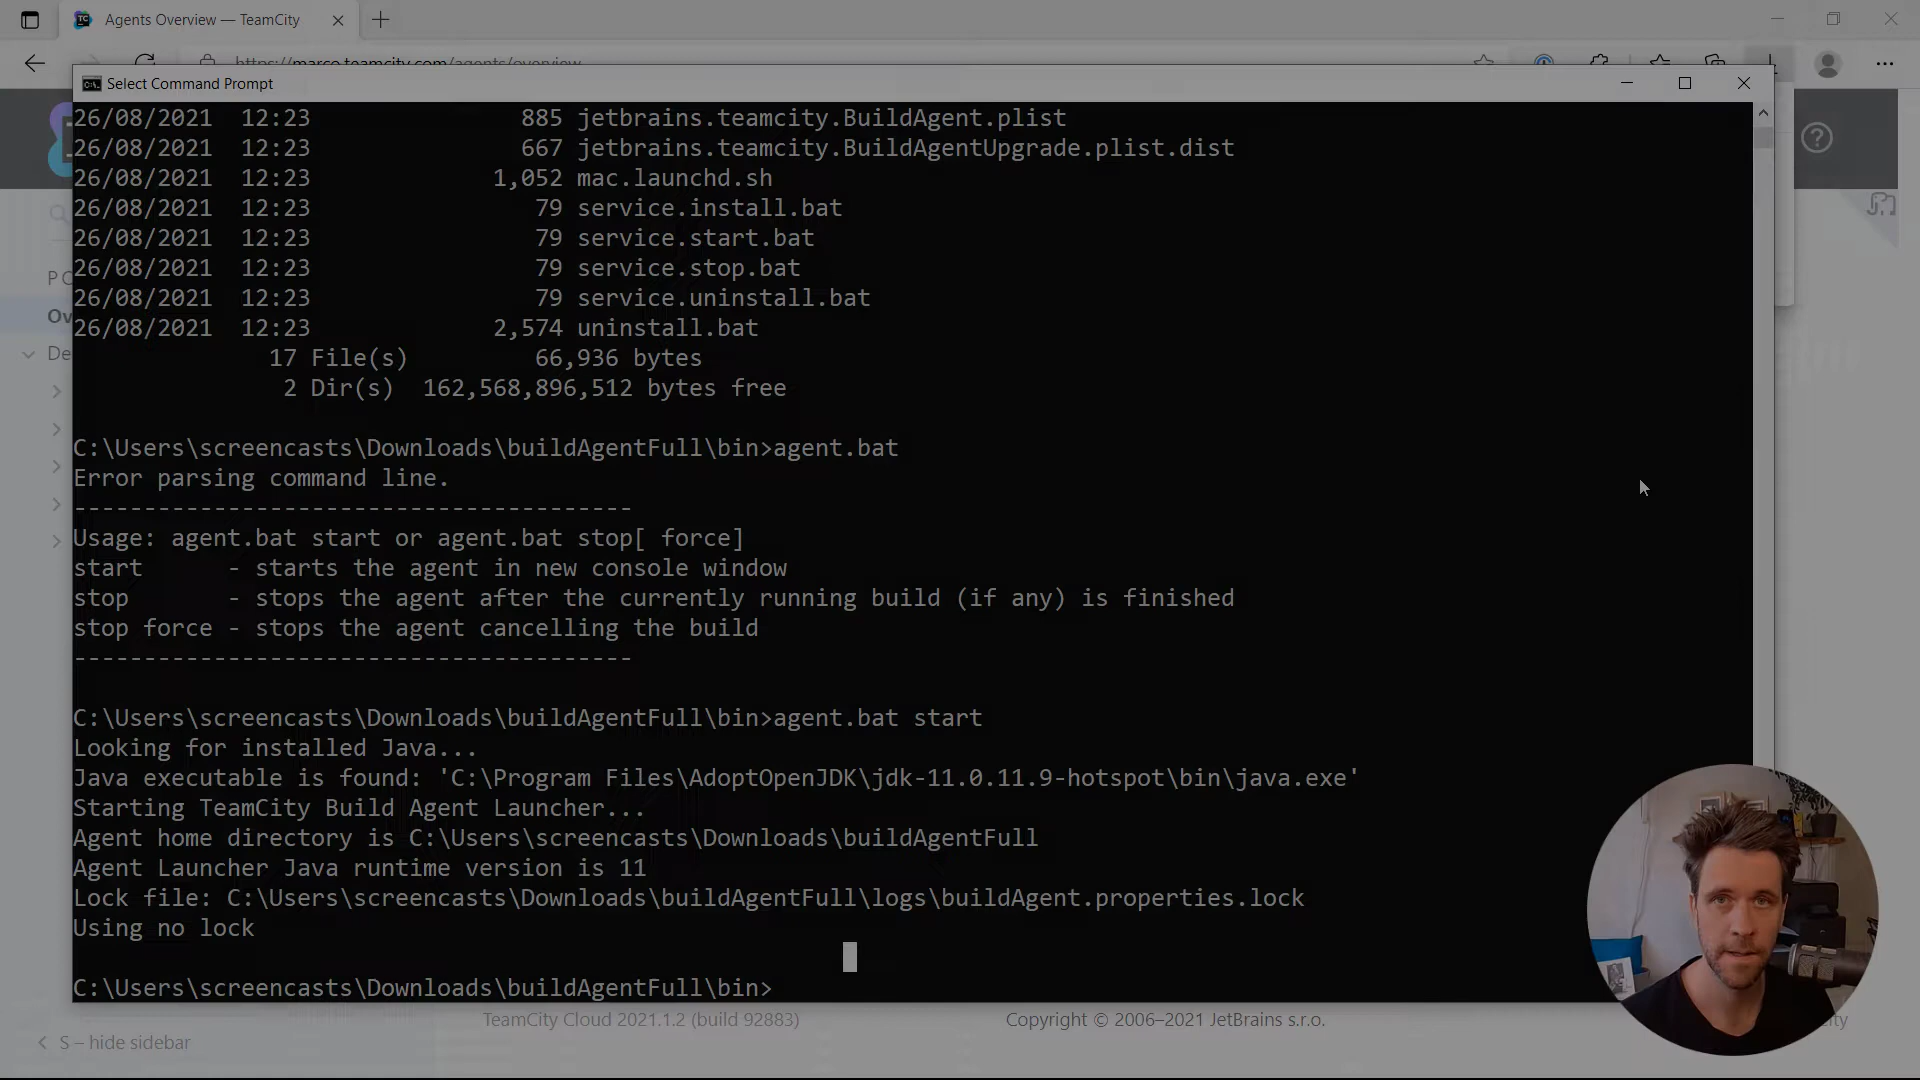 Agents Overview — TeamCity
https://marco.teamcity.com/agents/overview
Select Command Prompt
26/08/2021 12:23 885 jetbrains.teamcity.BuildAgent.plist
26/08/2021 12:23 667 jetbrains.teamcity.BuildAgentUpgrade.plist.dist
26/08/2021 12:23 1,052 mac.launchd.sh
26/08/2021 12:23 79 service.install.bat
26/08/2021 12:23 79 service.start.bat
26/08/2021 12:23 79 service.stop.bat
26/08/2021 12:23 79 service.uninstall.bat
26/08/2021 12:23 2,574 uninstall.bat
17 File(s) 66,936 bytes
2 Dir(s) 162,568,896,512 bytes free
C:\Users\screencasts\Downloads\buildAgentFull\bin>agent.bat
Error parsing command line.
----------------------------------------
Usage: agent.bat start or agent.bat stop[ force]
start - starts the agent in new console window
stop - stops the agent after the currently running build (if any) is finished
stop force - stops the agent cancelling the build
----------------------------------------
C:\Users\screencasts\Downloads\buildAgentFull\bin>agent.bat start
Looking for installed Java...
Java executable is found: 'C:\Program Files\AdoptOpenJDK\jdk-11.0.11.9-hotspot\bin\java.exe'
Starting TeamCity Build Agent Launcher...
Agent home directory is C:\Users\screencasts\Downloads\buildAgentFull
Agent Launcher Java runtime version is 11
Lock file: C:\Users\screencasts\Downloads\buildAgentFull\logs\buildAgent.properties.lock
Using no lock
C:\Users\screencasts\Downloads\buildAgentFull\bin>
TeamCity Cloud 2021.1.2 (build 92883)
Copyright © 2006–2021 JetBrains s.r.o.
S – hide sidebar